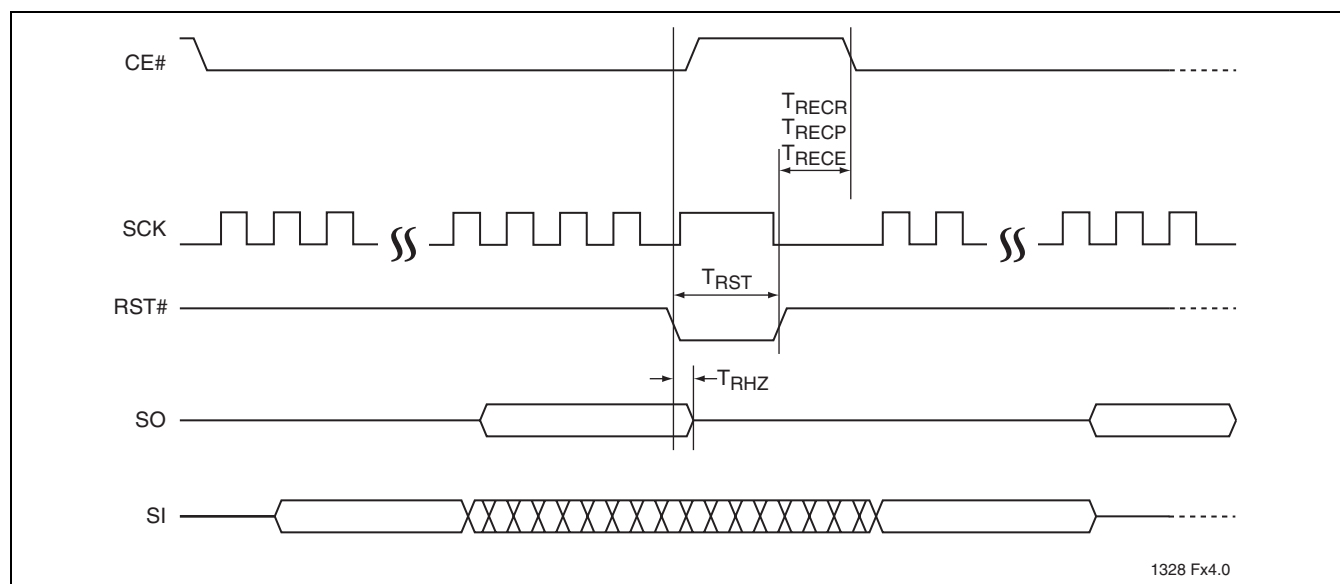 CE#
TRECR
TRECP
TRECE
SCK
TRST
RST#
TRHZ
SO
SI
1328 Fx4.0